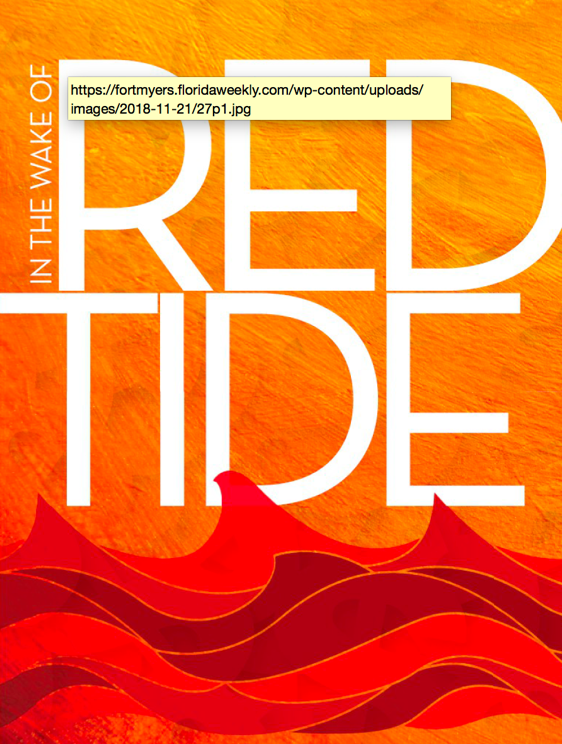 IN THE WAKE OF
RED
TIDE
https://fortmyers.floridaweekly.com/wp-content/uploads/
images/2018-11-21/27p1.jpg